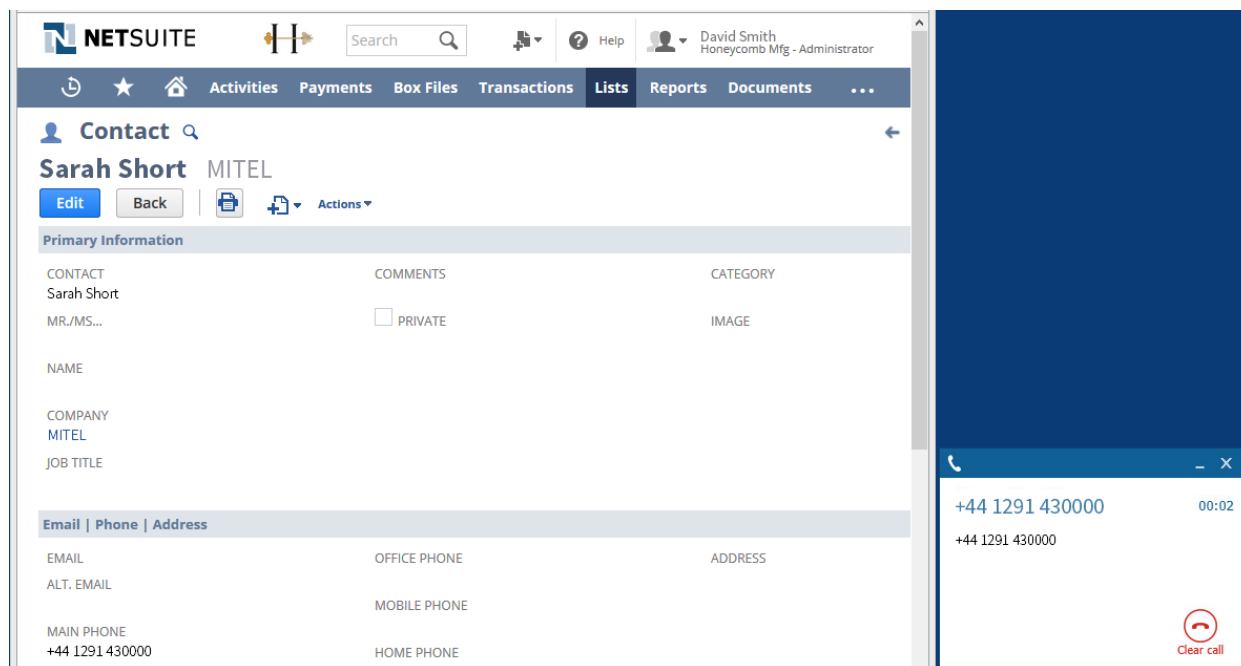 NETSUITE
Search
Help
David Smith
Honeycomb Mfg - Administrator
Activities Payments Box Files Transactions Lists Reports Documents ...
Contact
Sarah Short MITEL
Edit Back Actions
Primary Information
CONTACT COMMENTS CATEGORY
Sarah Short
MR./MS... PRIVATE IMAGE
NAME
COMPANY
MITEL
JOB TITLE
Email | Phone | Address
EMAIL OFFICE PHONE ADDRESS
ALT. EMAIL
MOBILE PHONE
MAIN PHONE
+44 1291 430000 HOME PHONE
+44 1291 430000 00:02
+44 1291 430000
Clear call